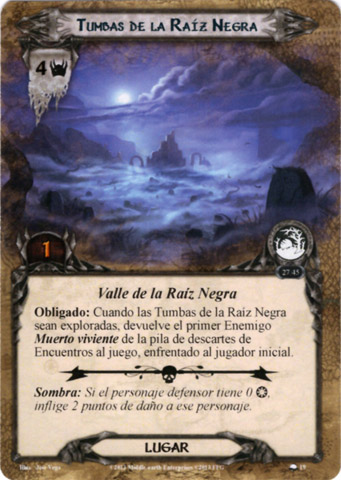 Tumbas de la Raíz Negra
4
1
27-45
Valle de la Raíz Negra
Obligado: Cuando las Tumbas de la Raíz Negra
sean exploradas, devuelve el primer Enemigo
Muerto viviente de la pila de descartes de
Encuentros al juego, enfrentado al jugador inicial.
Sombra: Si el personaje defensor tiene 0 ,
inflige 2 puntos de daño a ese personaje.
LUGAR
19